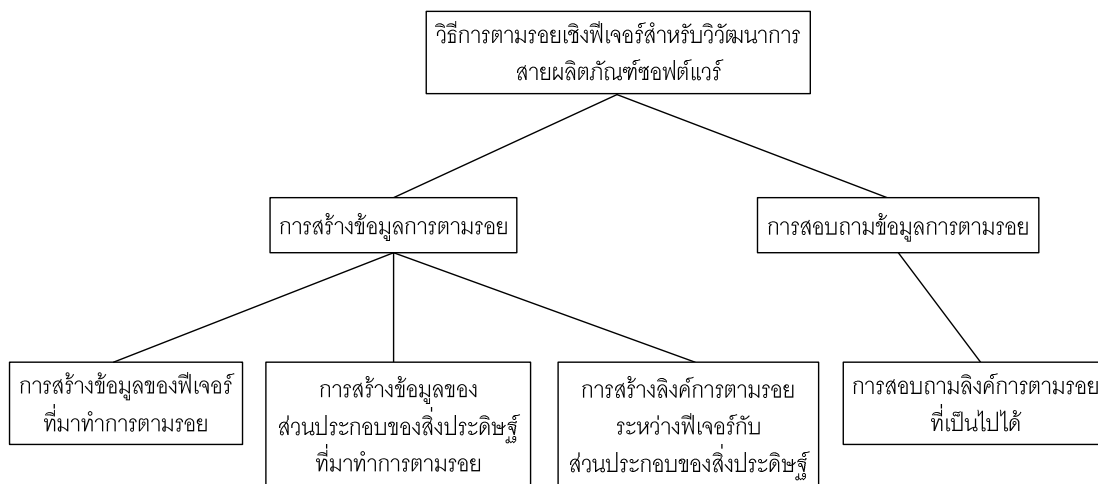 วิธีการตามรอยเชิงฟีเจอร์สำหรับวิวัฒนาการ
สายผลิตภัณฑ์ซอฟต์แวร์
การสร้างข้อมูลการตามรอย
การสอบถามข้อมูลการตามรอย
การสร้างข้อมูลของฟีเจอร์
ที่มาทำการตามรอย
การสร้างข้อมูลของ
ส่วนประกอบของสิ่งประดิษฐ์
ที่มาทำการตามรอย
การสร้างลิงค์การตามรอย
ระหว่างฟีเจอร์กับ
ส่วนประกอบของสิ่งประดิษฐ์
การสอบถามลิงค์การตามรอย
ที่เป็นไปได้